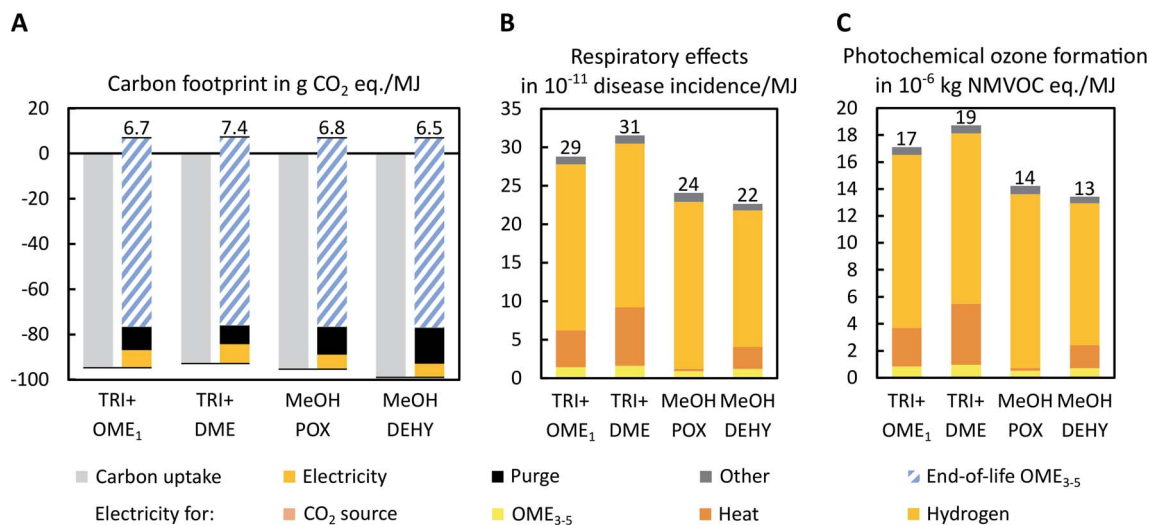 A
Carbon footprint in g CO₂ eq./MJ
20
0
-20
-40
-60
-80
-100
6.7
7.4
6.8
6.5
TRI+ TRI+ MeOH MeOH
OME₁ DME POX DEHY
B
Respiratory effects
in 10⁻¹¹ disease incidence/MJ
35
30
25
20
15
10
5
0
29
31
24
22
TRI+ TRI+ MeOH MeOH
OME₁ DME POX DEHY
C
Photochemical ozone formation
in 10⁻⁶ kg NMVOC eq./MJ
20
18
16
14
12
10
8
6
4
2
0
17
19
14
13
TRI+ TRI+ MeOH MeOH
OME₁ DME POX DEHY
Carbon uptake Electricity Purge Other End-of-life OME₃₋₅
Electricity for: CO₂ source OME₃₋₅ Heat Hydrogen